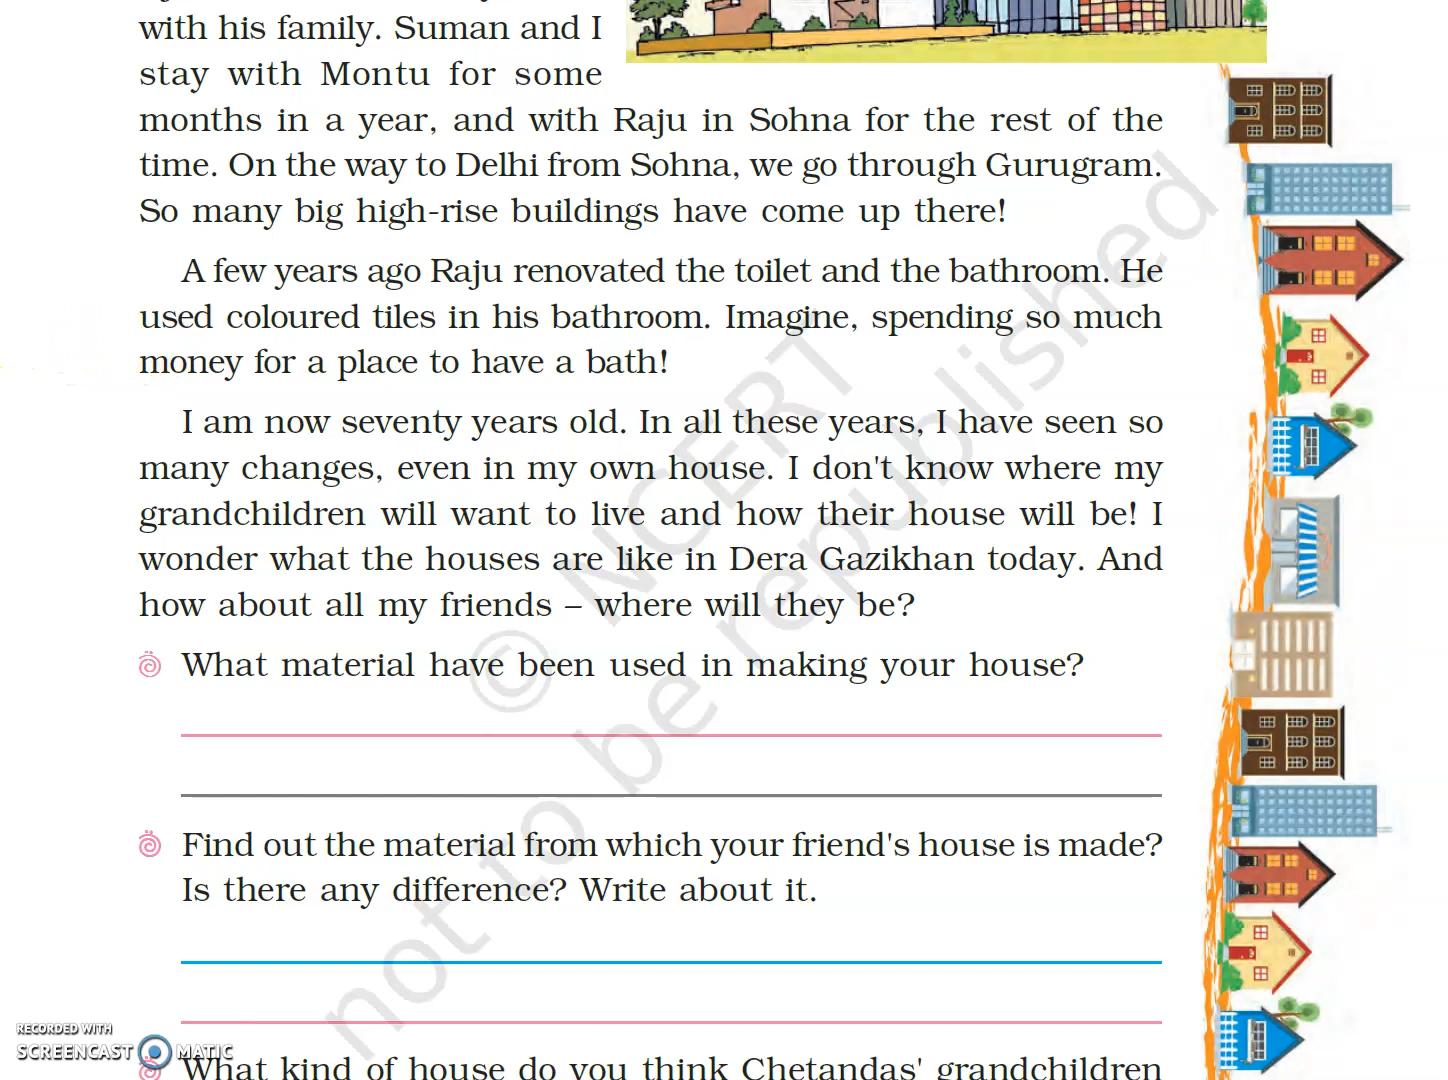 with his family. Suman and I
stay with Montu for some
months in a year, and with Raju in Sohna for the rest of the
time. On the way to Delhi from Sohna, we go through Gurugram.
So many big high-rise buildings have come up there!
A few years ago Raju renovated the toilet and the bathroom. He
used coloured tiles in his bathroom. Imagine, spending so much
money for a place to have a bath!
I am now seventy years old. In all these years, I have seen so
many changes, even in my own house. I don't know where my
grandchildren will want to live and how their house will be! I
wonder what the houses are like in Dera Gazikhan today. And
how about all my friends – where will they be?
What material have been used in making your house?
Find out the material from which your friend's house is made?
Is there any difference? Write about it.
What kind of house do you think Chetandas' grandchildren
© NCERT
not to be republished
RECORDED WITH
SCREENCAST MATIC